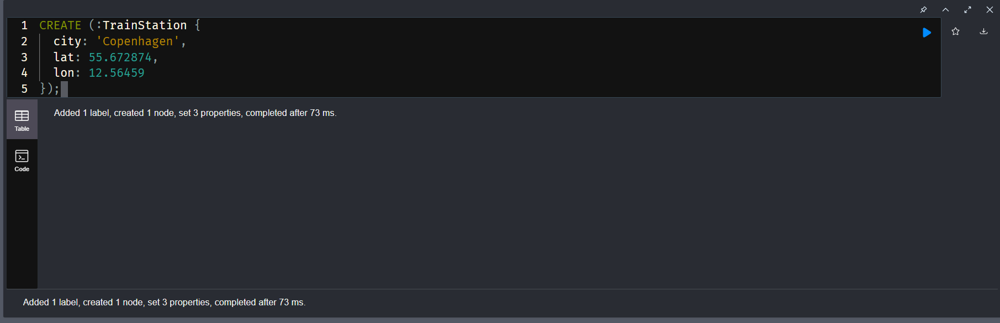 1 CREATE (:TrainStation {
2 city: 'Copenhagen',
3 lat: 55.672874,
4 lon: 12.56459
5 });
Added 1 label, created 1 node, set 3 properties, completed after 73 ms.
Table
Code
Added 1 label, created 1 node, set 3 properties, completed after 73 ms.